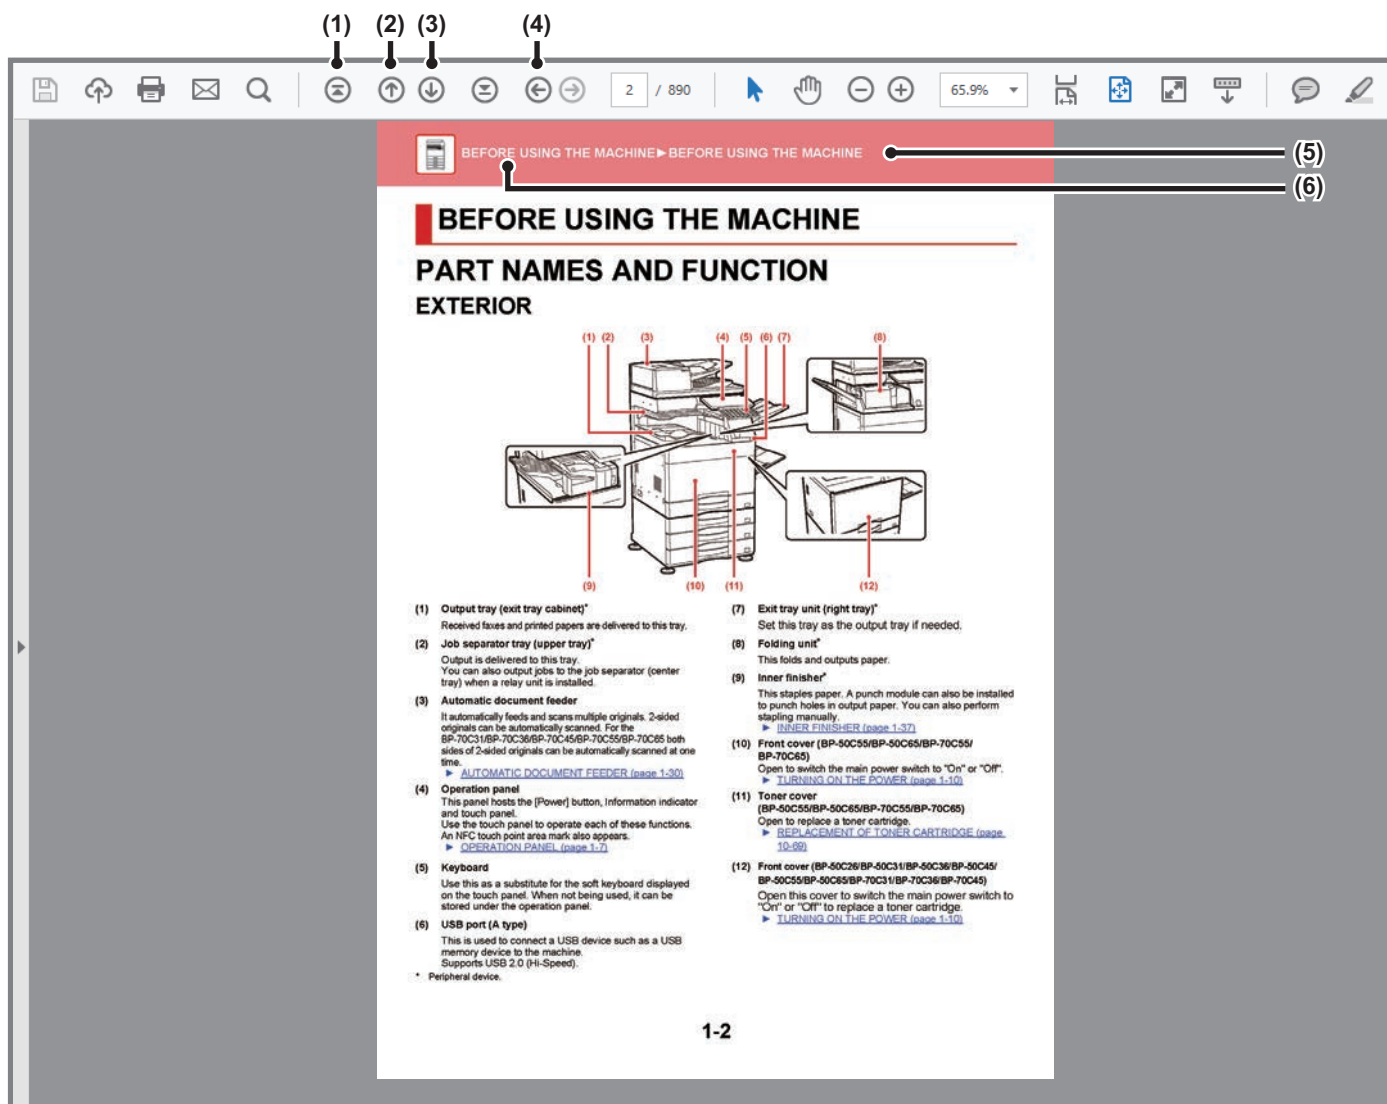 (1) (2) (3) (4)
2 / 890 65.9%
BEFORE USING THE MACHINE►BEFORE USING THE MACHINE
(5)
(6)
BEFORE USING THE MACHINE
PART NAMES AND FUNCTION
EXTERIOR
(1) (2) (3) (4) (5) (6) (7) (8)
(9) (10) (11) (12)
(1) Output tray (exit tray cabinet)*
Received faxes and printed papers are delivered to this tray.
(2) Job separator tray (upper tray)*
Output is delivered to this tray.
You can also output jobs to the job separator (center
tray) when a relay unit is installed.
(3) Automatic document feeder
It automatically feeds and scans multiple originals. 2-sided
originals can be automatically scanned. For the
BP-70C31/BP-70C36/BP-70C45/BP-70C55/BP-70C65 both
sides of 2-sided originals can be automatically scanned at one
time.
► AUTOMATIC DOCUMENT FEEDER (page 1-30)
(4) Operation panel
This panel hosts the [Power] button, Information indicator
and touch panel.
Use the touch panel to operate each of these functions.
An NFC touch point area mark also appears.
► OPERATION PANEL (page 1-7)
(5) Keyboard
Use this as a substitute for the soft keyboard displayed
on the touch panel. When not being used, it can be
stored under the operation panel.
(6) USB port (A type)
This is used to connect a USB device such as a USB
memory device to the machine.
Supports USB 2.0 (Hi-Speed).
* Peripheral device.
(7) Exit tray unit (right tray)*
Set this tray as the output tray if needed.
(8) Folding unit*
This folds and outputs paper.
(9) Inner finisher*
This staples paper. A punch module can also be installed
to punch holes in output paper. You can also perform
stapling manually.
► INNER FINISHER (page 1-37)
(10) Front cover (BP-50C55/BP-50C65/BP-70C55/
BP-70C65)
Open to switch the main power switch to "On" or "Off".
► TURNING ON THE POWER (page 1-10)
(11) Toner cover
(BP-50C55/BP-50C65/BP-70C55/BP-70C65)
Open to replace a toner cartridge.
► REPLACEMENT OF TONER CARTRIDGE (page
10-69)
(12) Front cover (BP-50C26/BP-50C31/BP-50C36/BP-50C45/
BP-50C55/BP-50C65/BP-70C31/BP-70C36/BP-70C45)
Open this cover to switch the main power switch to
"On" or "Off" to replace a toner cartridge.
► TURNING ON THE POWER (page 1-10)
1-2